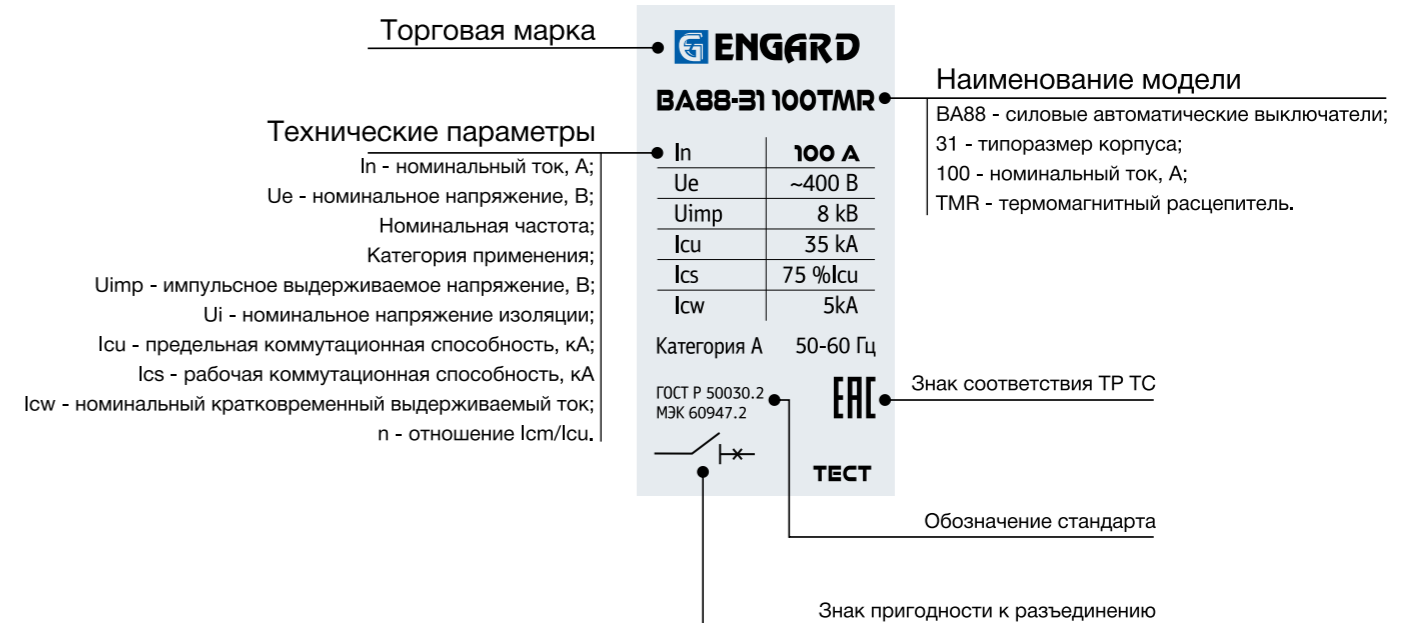 Торговая марка
ENGARD
BA88-31 100TMR
Наименование модели
ВА88 - силовые автоматические выключатели;
31 - типоразмер корпуса;
100 - номинальный ток, А;
TMR - термомагнитный расцепитель.
Технические параметры
In - номинальный ток, А;
Ue - номинальное напряжение, В;
Номинальная частота;
Категория применения;
Uimp - импульсное выдерживаемое напряжение, В;
Ui - номинальное напряжение изоляции;
Icu - предельная коммутационная способность, кА;
Ics - рабочая коммутационная способность, кА
Icw - номинальный кратковременный выдерживаемый ток;
n - отношение Icm/Icu.
In 100 A
Ue ~400 В
Uimp 8 kB
Icu 35 kA
Ics 75 %Icu
Icw 5kA
Категория А 50-60 Гц
ГОСТ Р 50030.2
МЭК 60947.2
EAC
Знак соответствия ТР ТС
ТЕСТ
Обозначение стандарта
Знак пригодности к разъединению